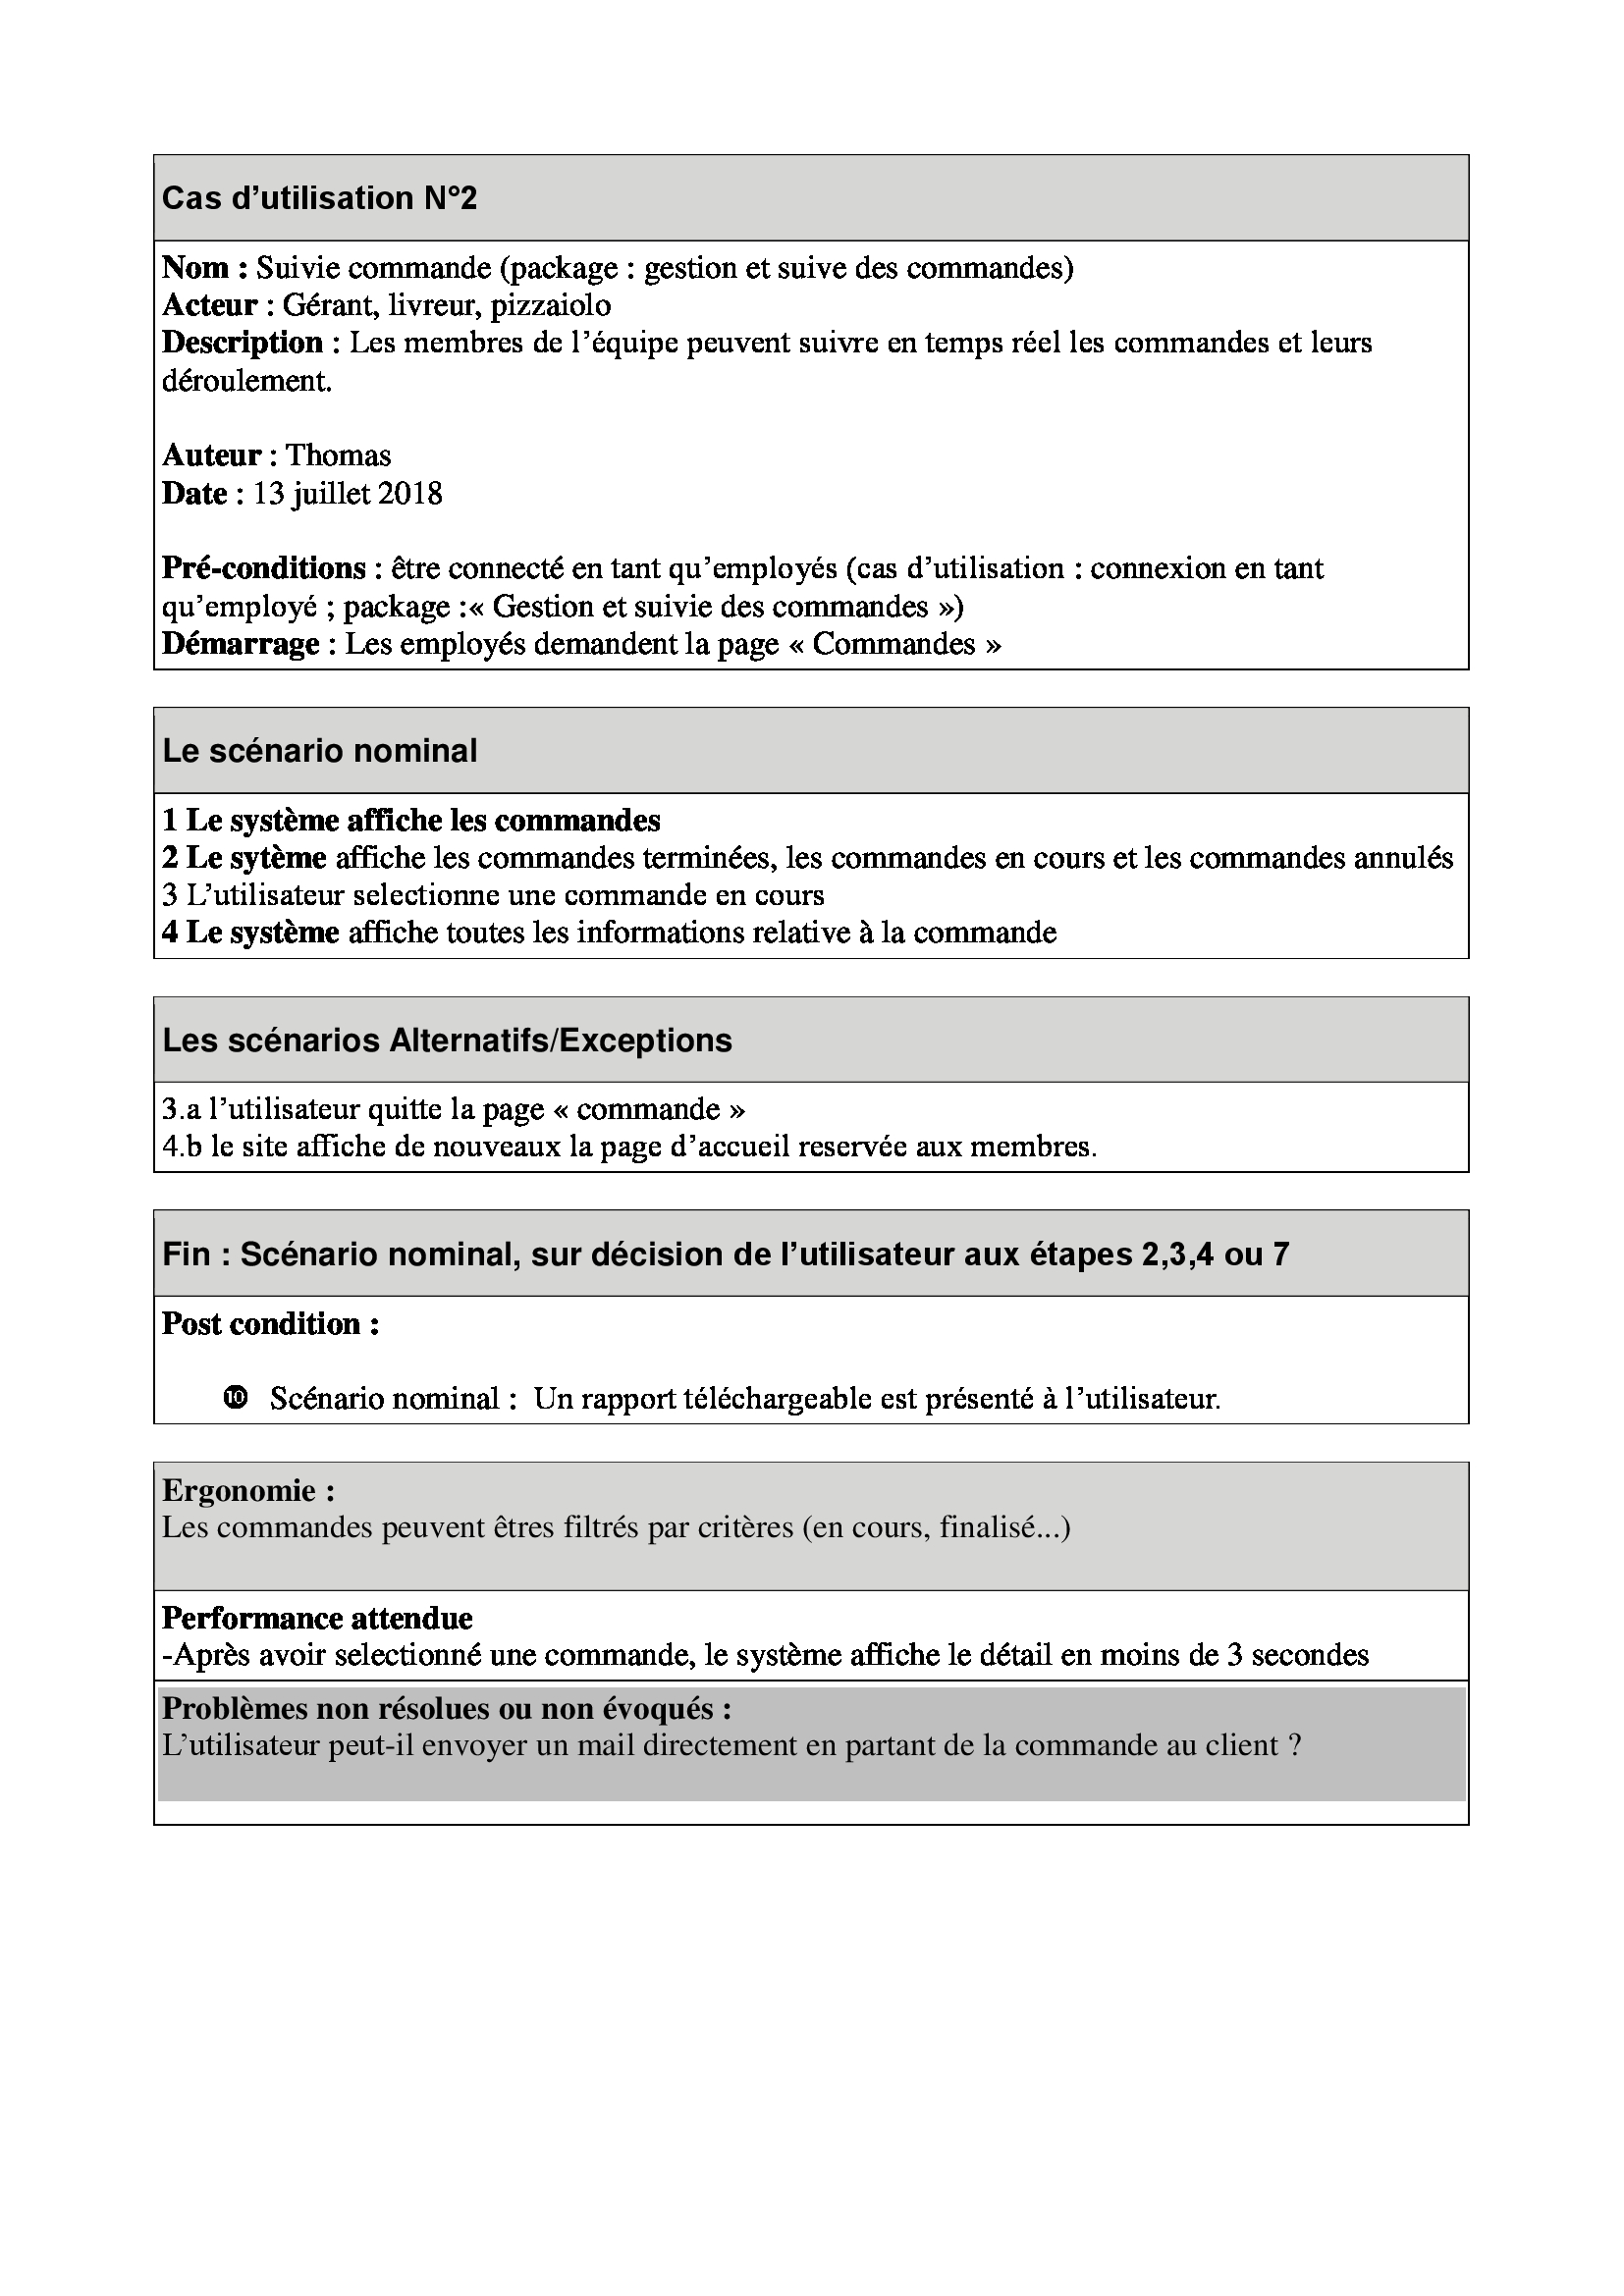 Cas d’utilisation N°2
Nom : Suivie commande (package : gestion et suive des commandes)
Acteur : Gérant, livreur, pizzaiolo
Description : Les membres de l’équipe peuvent suivre en temps réel les commandes et leurs
déroulement.
Auteur : Thomas
Date : 13 juillet 2018
Pré-conditions : être connecté en tant qu’employés (cas d’utilisation : connexion en tant
qu’employé ; package :« Gestion et suivie des commandes »)
Démarrage : Les employés demandent la page « Commandes »
Le scénario nominal
1 Le système affiche les commandes
2 Le sytème affiche les commandes terminées, les commandes en cours et les commandes annulés
3 L’utilisateur selectionne une commande en cours
4 Le système affiche toutes les informations relative à la commande
Les scénarios Alternatifs/Exceptions
3.a l’utilisateur quitte la page « commande »
4.b le site affiche de nouveaux la page d’accueil reservée aux membres.
Fin : Scénario nominal, sur décision de l’utilisateur aux étapes 2,3,4 ou 7
Post condition :
❿ Scénario nominal : Un rapport téléchargeable est présenté à l’utilisateur.
Ergonomie :
Les commandes peuvent êtres filtrés par critères (en cours, finalisé...)
Performance attendue
-Après avoir selectionné une commande, le système affiche le détail en moins de 3 secondes
Problèmes non résolues ou non évoqués :
L’utilisateur peut-il envoyer un mail directement en partant de la commande au client ?